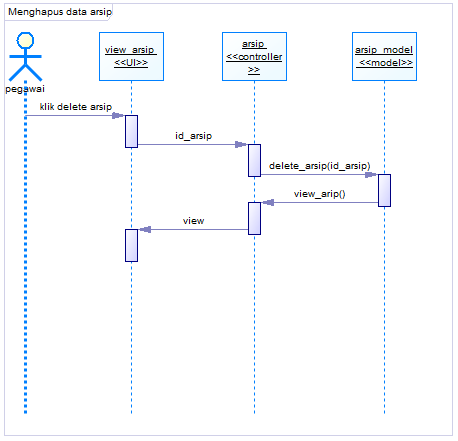 Menghapus data arsip
view_arsip
<<UI>>
arsip
<<controller
>>
arsip_model
<<model>>
pegawai
klik delete arsip
id_arsip
delete_arsip(id_arsip)
view_arip()
view